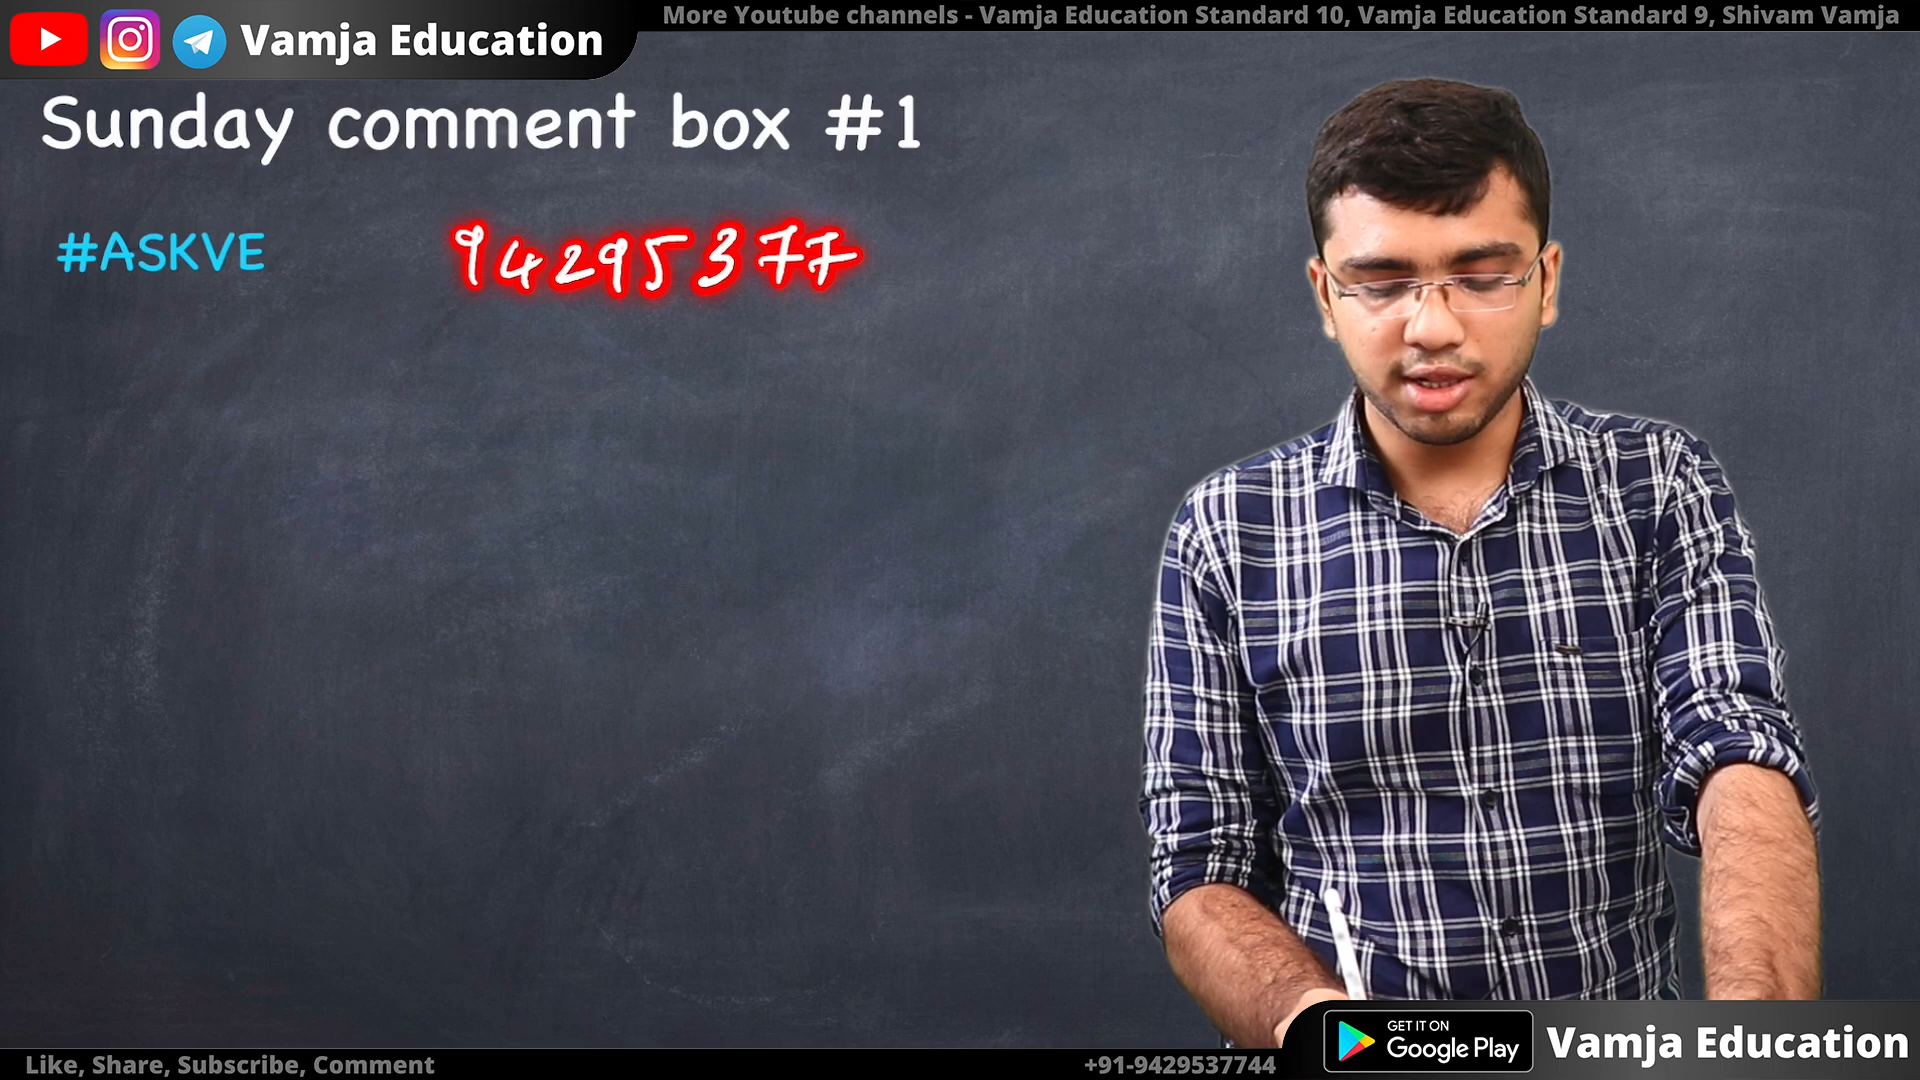 More Youtube channels - Vamja Education Standard 10, Vamja Education Standard 9, Shivam Vamja
Vamja Education
Sunday comment box #1
#ASKVE
94295377
GET IT ON
Google Play
Vamja Education
Like, Share, Subscribe, Comment
+91-9429537744